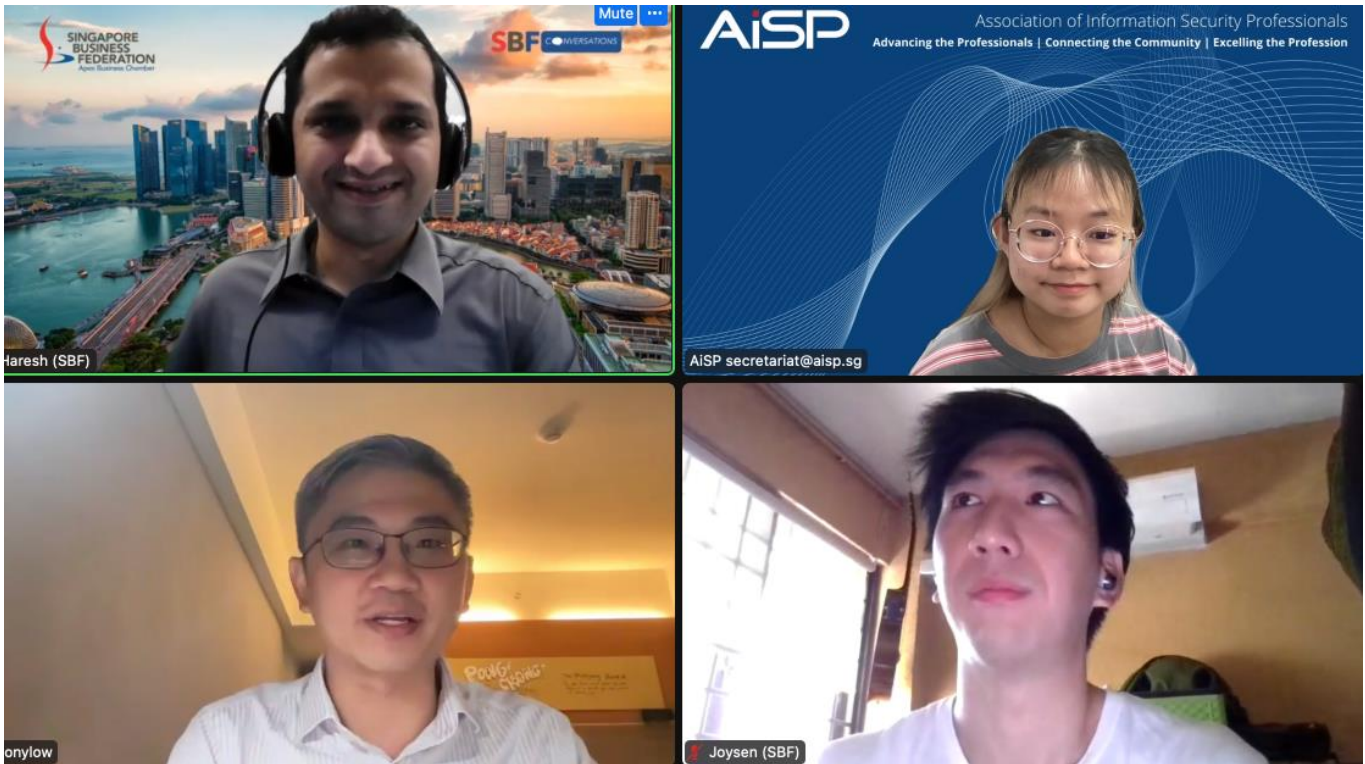 SINGAPORE
BUSINESS
FEDERATION
Apex Business Chamber
SBF CONVERSATIONS
Mute
Haresh (SBF)
AiSP
Association of Information Security Professionals
Advancing the Professionals | Connecting the Community | Excelling the Profession
AiSP secretariat@aisp.sg
onylow
Joysen (SBF)